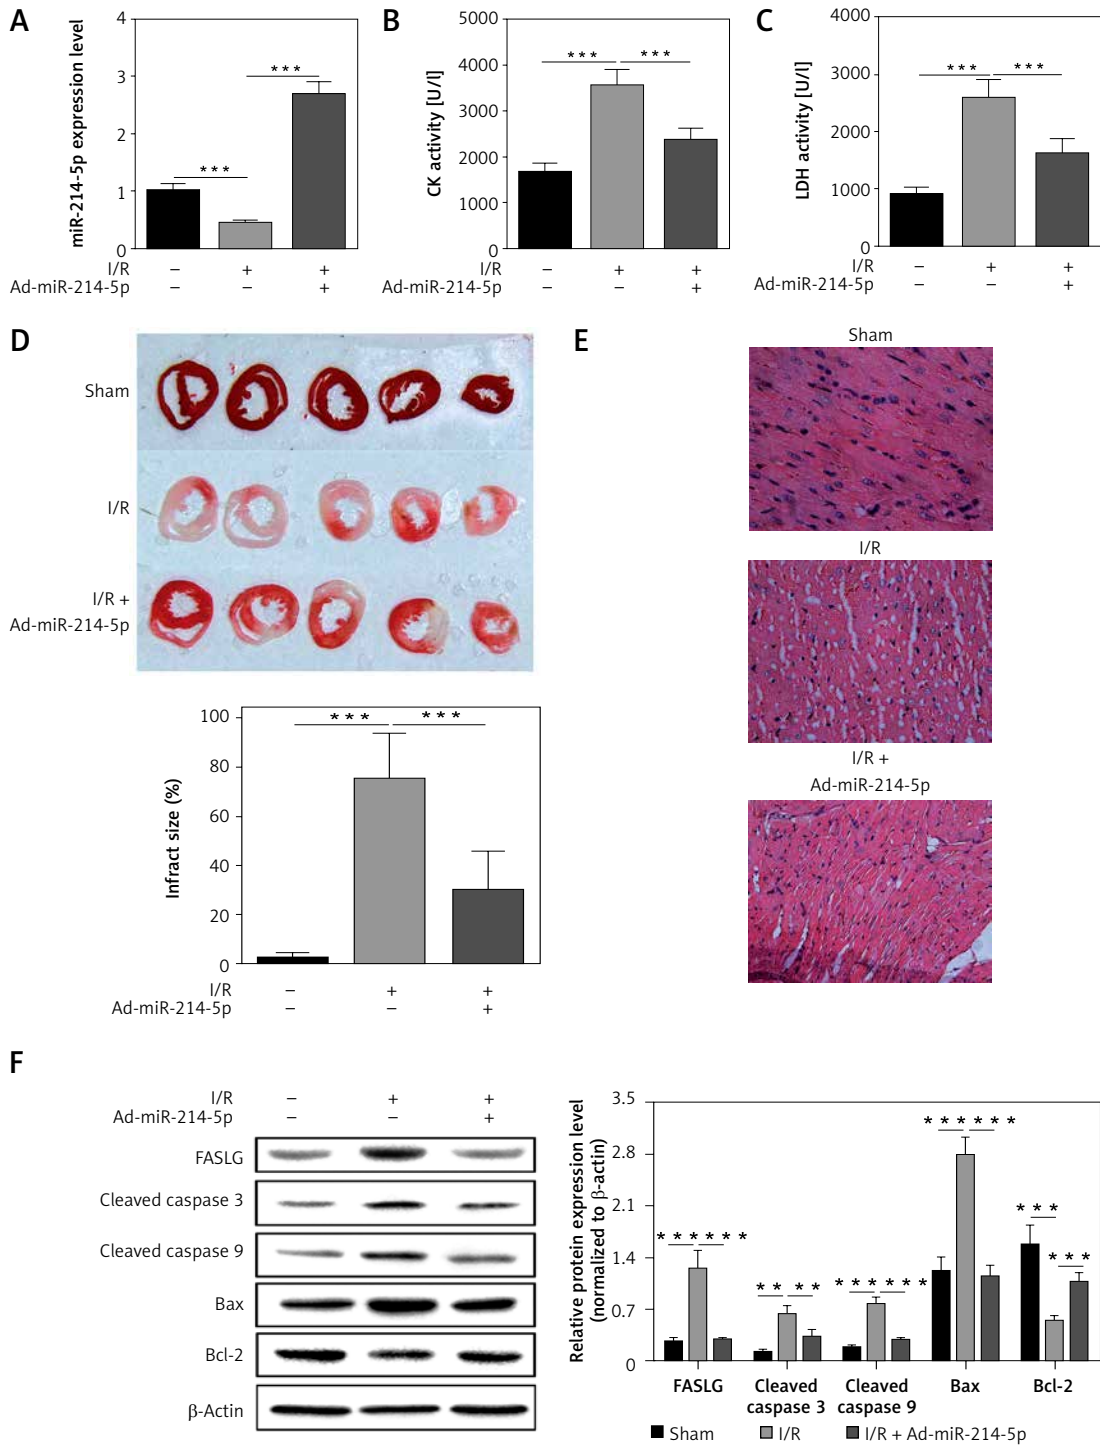 A
miR-214-5p expression level
4
3
2
1
0
***
***
I/R – + +
Ad-miR-214-5p – – +
B
CK activity [U/l]
5000
4000
3000
2000
1000
0
*** ***
I/R – + +
Ad-miR-214-5p – – +
C
LDH activity [U/l]
4000
3000
2000
1000
0
*** ***
I/R – + +
Ad-miR-214-5p – – +
D
Sham
I/R
I/R +
Ad-miR-214-5p
Infract size (%)
100
80
60
40
20
0
*** ***
I/R – + +
Ad-miR-214-5p – – +
E
Sham
I/R
I/R +
Ad-miR-214-5p
F
I/R – + +
Ad-miR-214-5p – – +
FASLG
Cleaved caspase 3
Cleaved caspase 9
Bax
Bcl-2
β-Actin
Relative protein expression level
(normalized to β-actin)
3.5
2.8
2.1
1.4
0.7
0
*** ***
** **
*** ***
*** ***
***
***
FASLG
Cleaved
caspase 3
Cleaved
caspase 9
Bax
Bcl-2
Sham I/R I/R + Ad-miR-214-5p